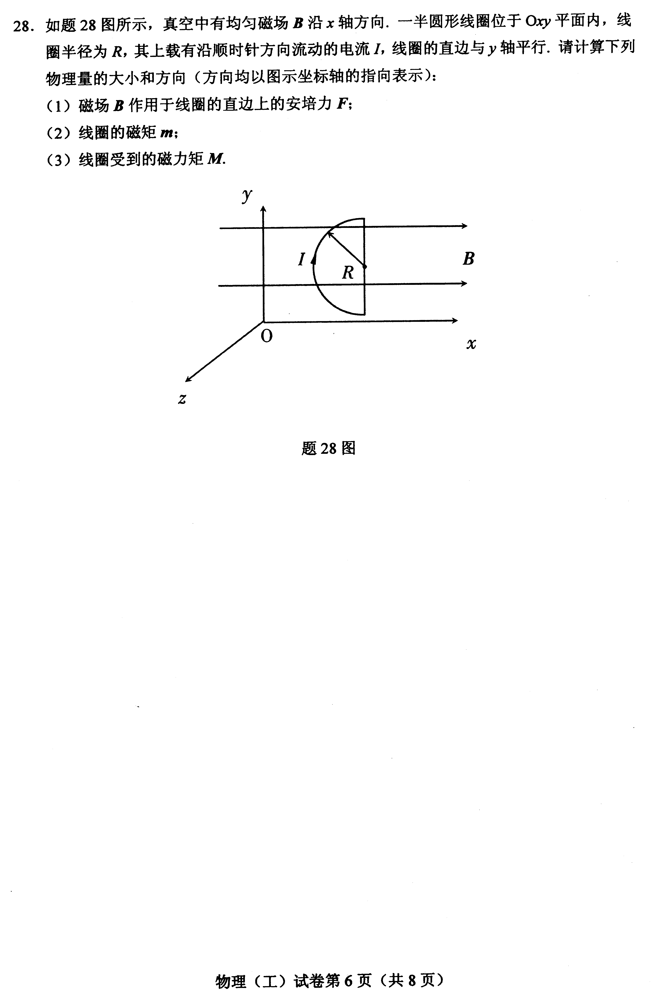 28. 如题 28 图所示，真空中有均匀磁场 B 沿 x 轴方向. 一半圆形线圈位于 Oxy 平面内，线
圈半径为 R，其上载有沿顺时针方向流动的电流 I，线圈的直边与 y 轴平行. 请计算下列
物理量的大小和方向（方向均以图示坐标轴的指向表示）：
（1）磁场 B 作用于线圈的直边上的安培力 F；
（2）线圈的磁矩 m；
（3）线圈受到的磁力矩 M.
y
I
R
B
O
x
z
题 28 图
物理（工）试卷第 6 页（共 8 页）